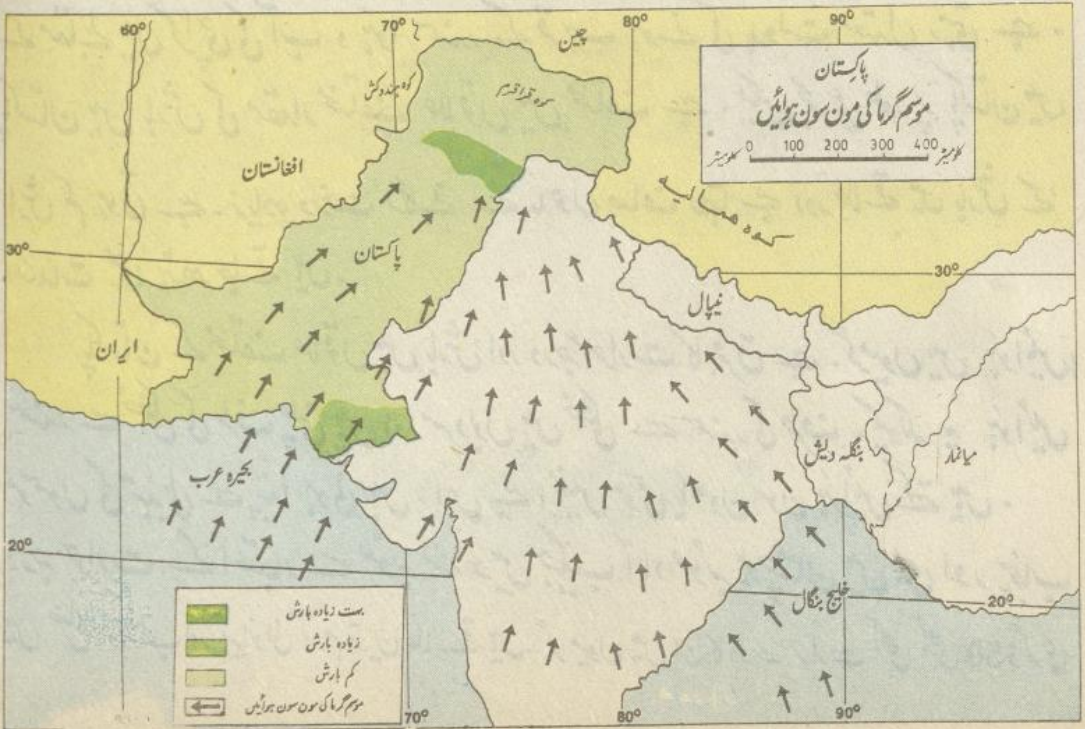 پاکستان
موسم گرما کی مون سون ہوائیں
کلومیٹر 0 100 200 300 400 کلومیٹر
60° 70° 80° 90°
چین
کوہ ہندوکش
کوہ قراقرم
افغانستان
کوہ ہمالیہ
پاکستان
30° 30°
نیپال
ایران
بنگلہ دیش
میانمار
بحیرہ عرب
20° 20°
خلیج بنگال
بہت زیادہ بارش
زیادہ بارش
کم بارش
موسم گرما کی مون سون ہوائیں
70° 80° 90°